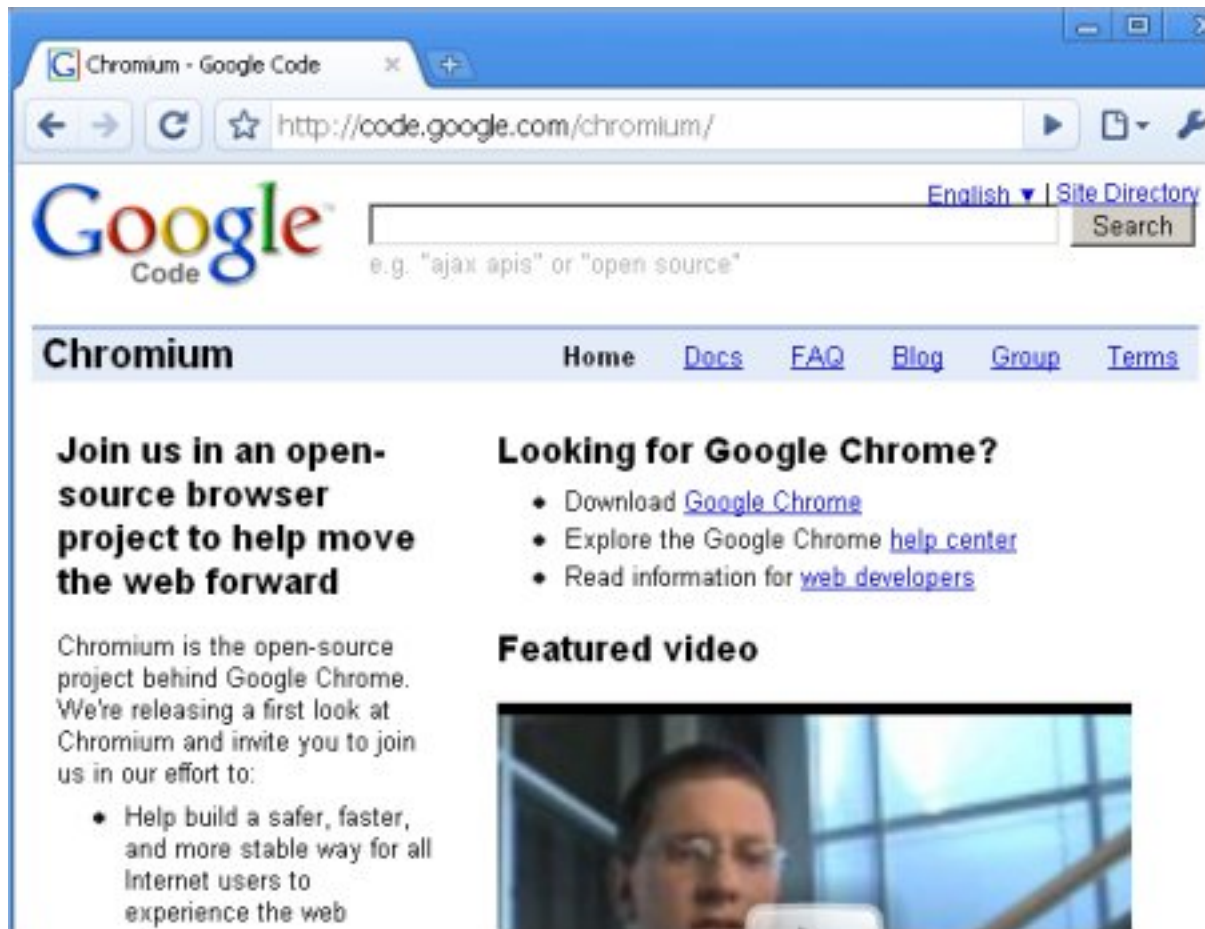 Chromium - Google Code
http://code.google.com/chromium/
English ▼ | Site Directory
Google™
Code
Search
e.g. "ajax apis" or "open source"
Chromium
Home Docs FAQ Blog Group Terms
Join us in an open-
source browser
project to help move
the web forward
Chromium is the open-source
project behind Google Chrome.
We're releasing a first look at
Chromium and invite you to join
us in our effort to:
• Help build a safer, faster,
and more stable way for all
Internet users to
experience the web
Looking for Google Chrome?
• Download Google Chrome
• Explore the Google Chrome help center
• Read information for web developers
Featured video